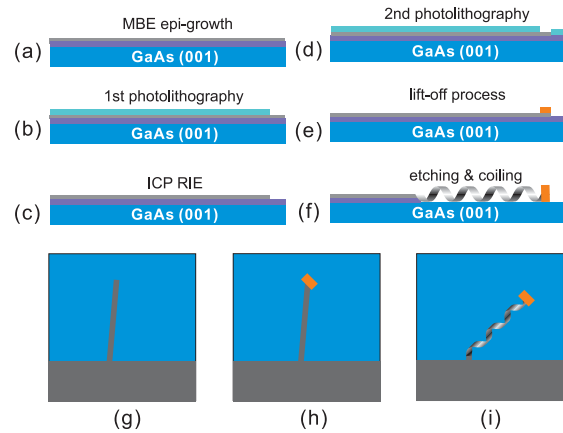 MBE epi-growth
(a)
GaAs (001)
1st photolithography
(b)
GaAs (001)
ICP RIE
(c)
GaAs (001)
2nd photolithography
(d)
GaAs (001)
lift-off process
(e)
GaAs (001)
etching & coiling
(f)
GaAs (001)
(g)
(h)
(i)